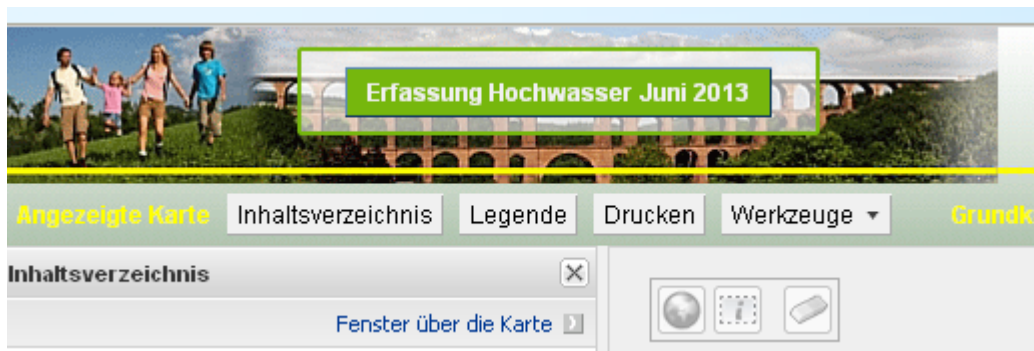 Erfassung Hochwasser Juni 2013
Angezeigte Karte Inhaltsverzeichnis Legende Drucken Werkzeuge
Inhaltsverzeichnis
Fenster über die Karte